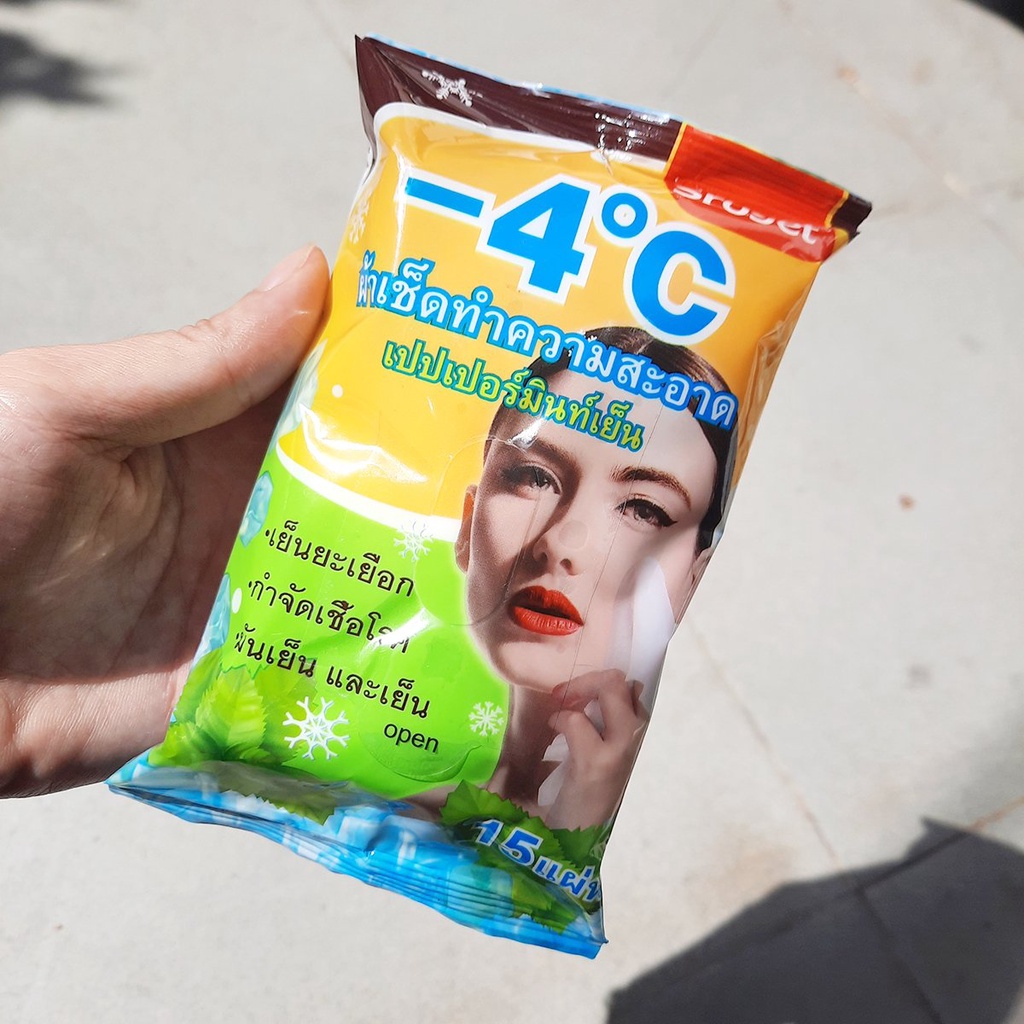 -4°C
ผ้าเช็ดทำความสะอาด
เปปเปอร์มินท์เย็น
·เย็นยะเยือก
·กำจัดเชื้อโรค
มันเย็น และเย็น
open
15แผ่น